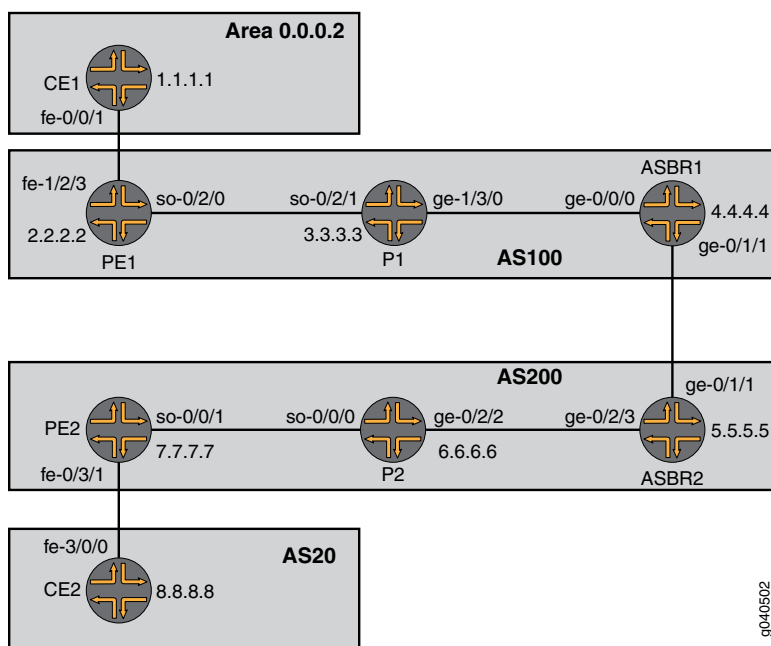 Area 0.0.0.2
CE1
1.1.1.1
fe-0/0/1
fe-1/2/3
so-0/2/0
so-0/2/1
ge-1/3/0
ge-0/0/0
ASBR1
4.4.4.4
2.2.2.2
3.3.3.3
ge-0/1/1
PE1
P1
AS100
AS200
ge-0/1/1
PE2
so-0/0/1
so-0/0/0
ge-0/2/2
ge-0/2/3
5.5.5.5
7.7.7.7
6.6.6.6
fe-0/3/1
P2
ASBR2
fe-3/0/0
AS20
CE2
8.8.8.8
g040502